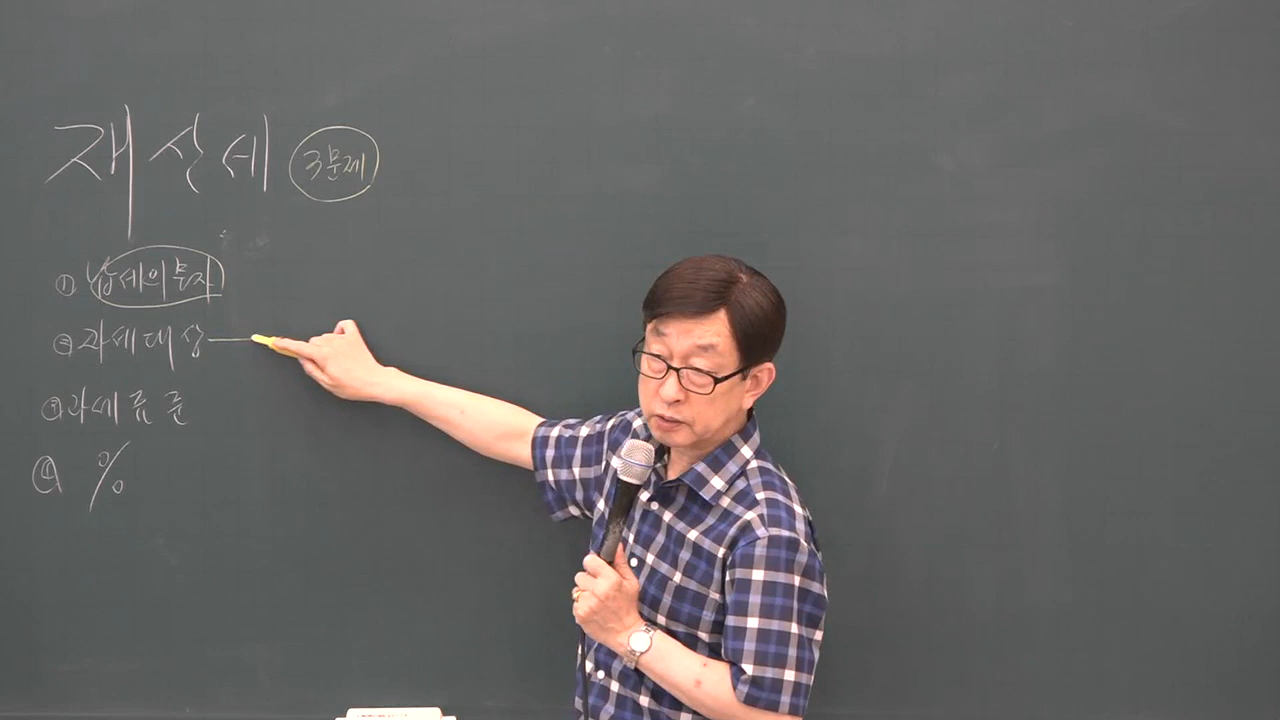 재산세 3문제
① 납세의무자
② 과세대상
③ 과세표준
④ %